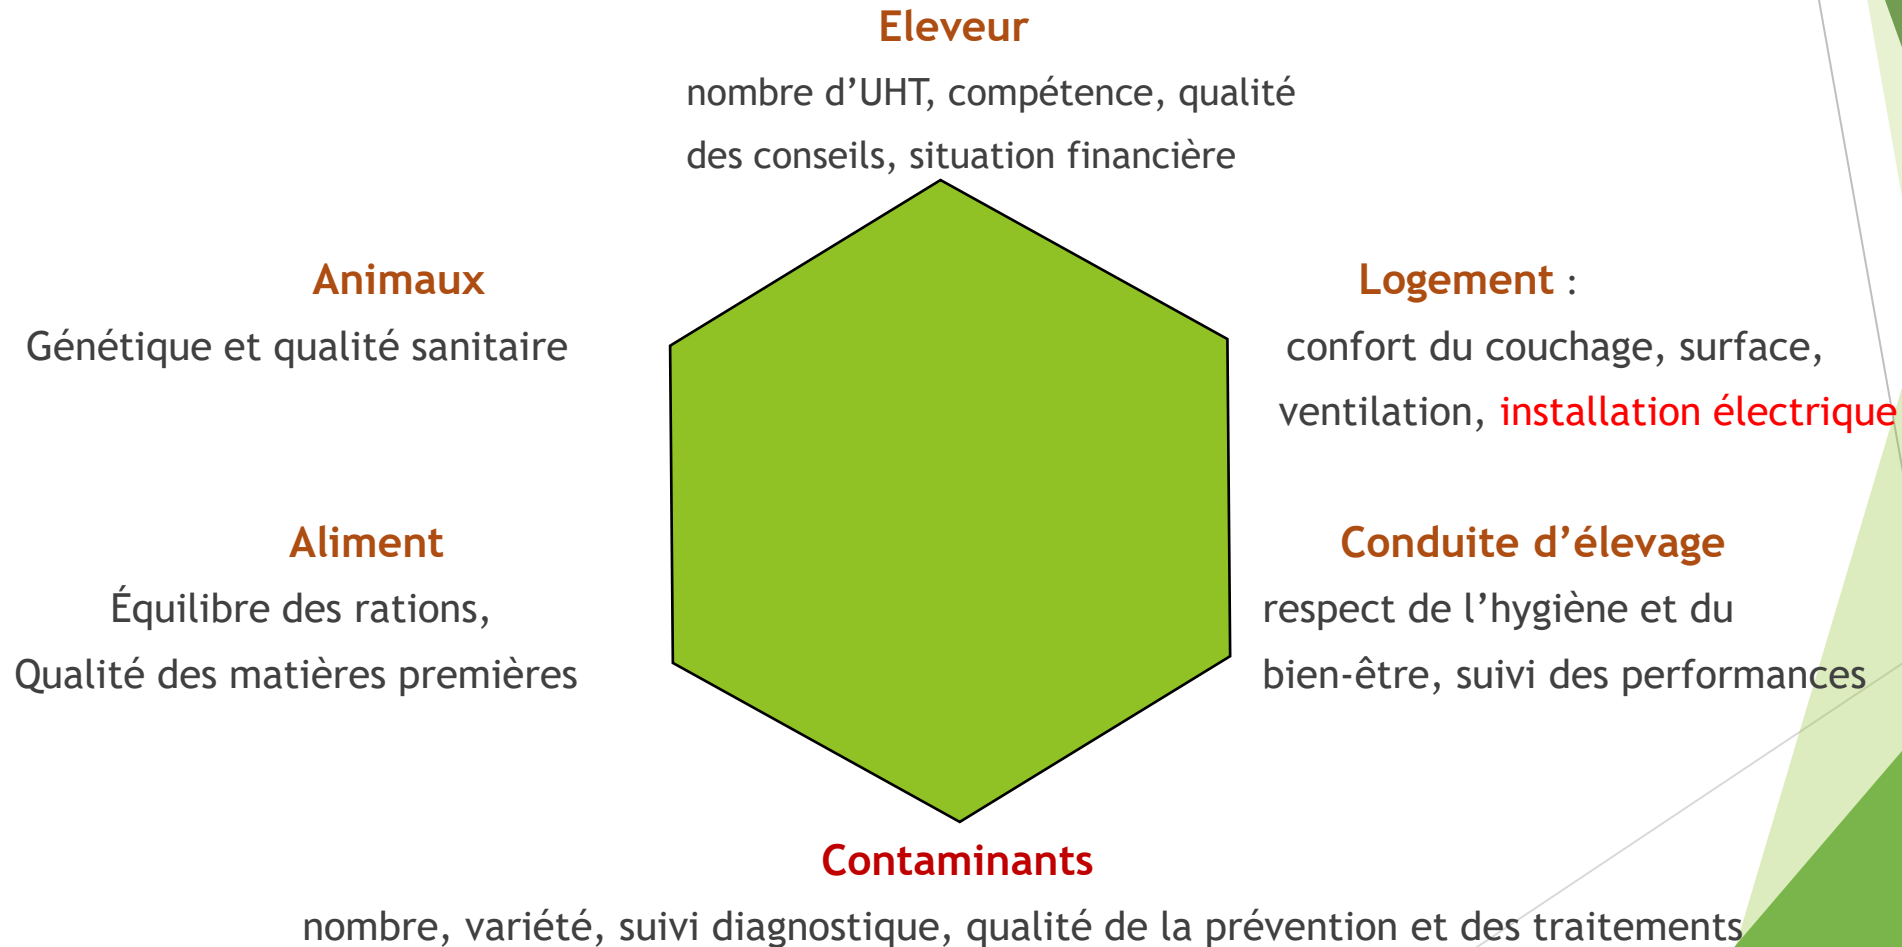 Eleveur
nombre d’UHT, compétence, qualité
des conseils, situation financière
Animaux
Génétique et qualité sanitaire
Logement :
confort du couchage, surface,
ventilation, installation électrique
Aliment
Équilibre des rations,
Qualité des matières premières
Conduite d’élevage
respect de l’hygiène et du
bien-être, suivi des performances
Contaminants
nombre, variété, suivi diagnostique, qualité de la prévention et des traitements